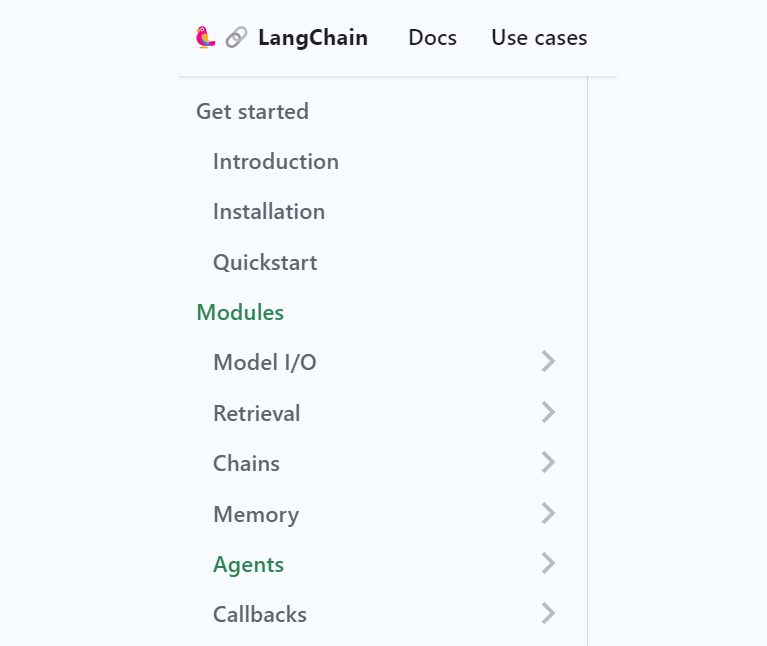 LangChain Docs Use cases
Get started
Introduction
Installation
Quickstart
Modules
Model I/O
Retrieval
Chains
Memory
Agents
Callbacks